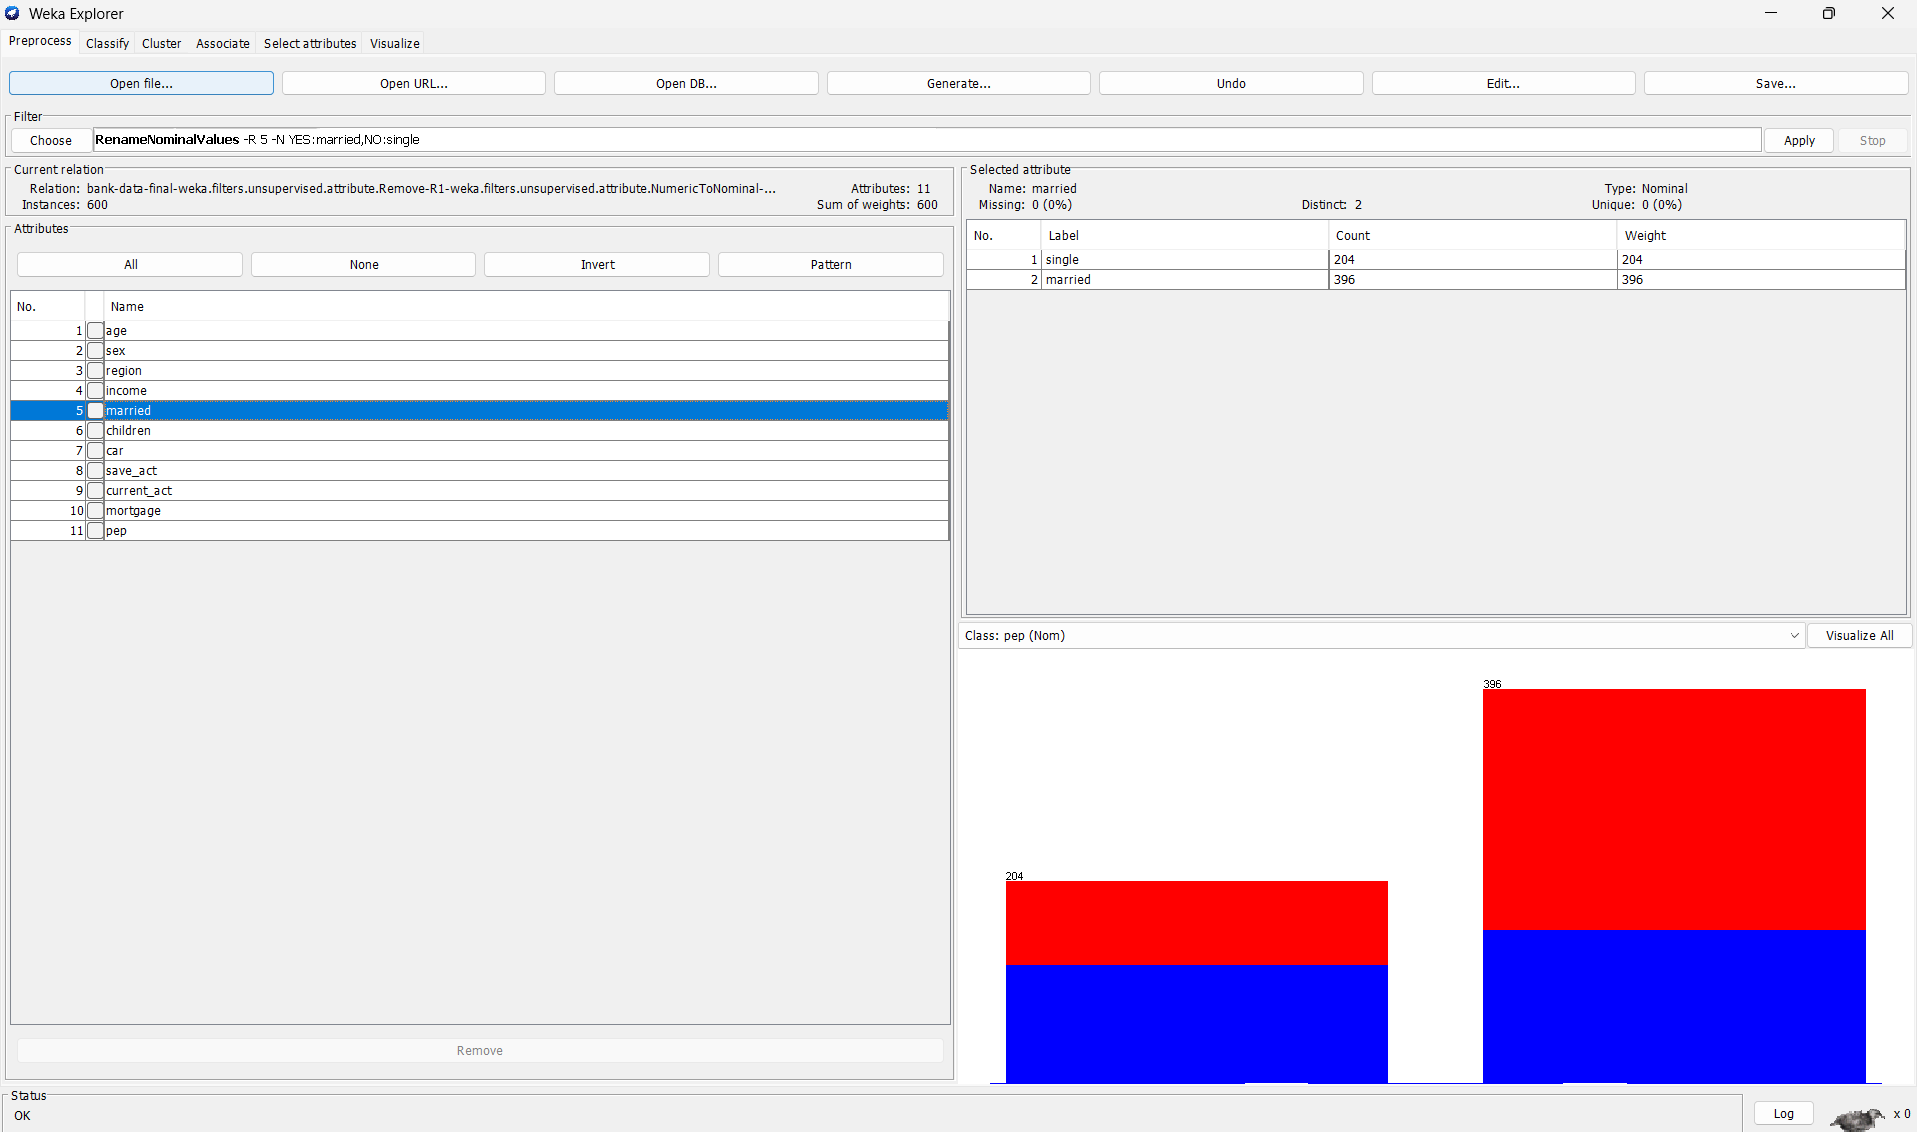 Weka Explorer
Preprocess Classify Cluster Associate Select attributes Visualize
Open file... Open URL... Open DB... Generate... Undo Edit... Save...
Filter
Choose RenameNominalValues -R 5 -N YES:married,NO:single Apply Stop
Current relation
Relation: bank-data-final-weka.filters.unsupervised.attribute.Remove-R1-weka.filters.unsupervised.attribute.NumericToNominal-... Attributes: 11
Instances: 600 Sum of weights: 600
Attributes
All None Invert Pattern
No. Name
1 age
2 sex
3 region
4 income
5 married
6 children
7 car
8 save_act
9 current_act
10 mortgage
11 pep
Remove
Selected attribute
Name: married Type: Nominal
Missing: 0 (0%) Distinct: 2 Unique: 0 (0%)
No. Label Count Weight
1 single 204 204
2 married 396 396
Class: pep (Nom) Visualize All
396
204
Status
OK
Log x 0